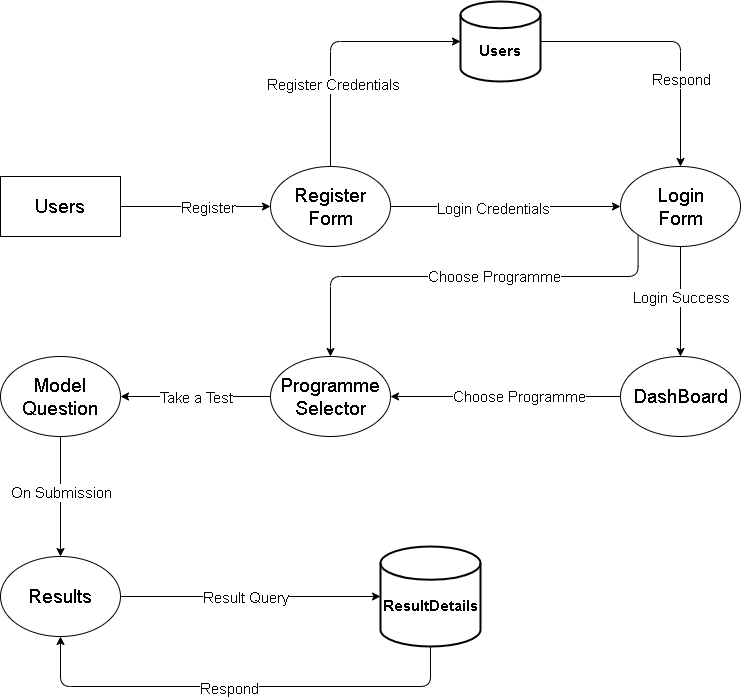 Users
Register Credentials
Respond
Users
Register
Register
Form
Login Credentials
Login
Form
Choose Programme
Login Success
Model
Question
Take a Test
Programme
Selector
Choose Programme
DashBoard
On Submission
Results
Result Query
ResultDetails
Respond